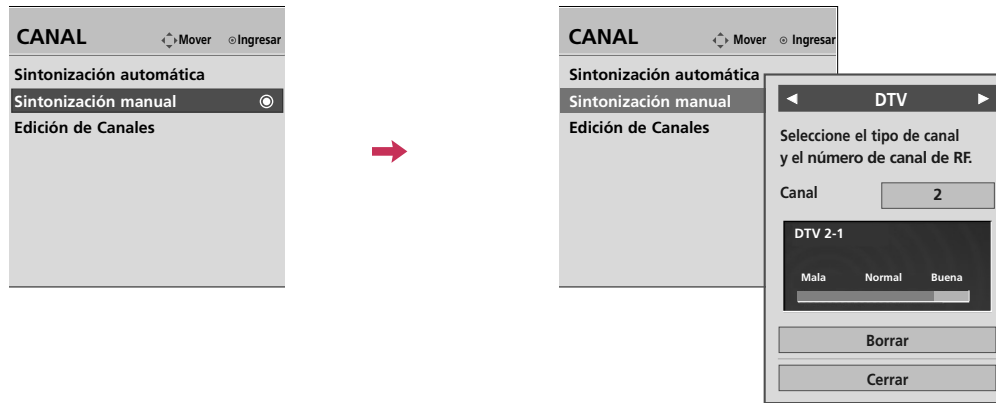 CANAL Mover Ingresar
Sintonización automática
Sintonización manual
Edición de Canales
CANAL Mover Ingresar
Sintonización automática
Sintonización manual
Edición de Canales
DTV
Seleccione el tipo de canal
y el número de canal de RF.
Canal 2
DTV 2-1
Mala Normal Buena
Borrar
Cerrar